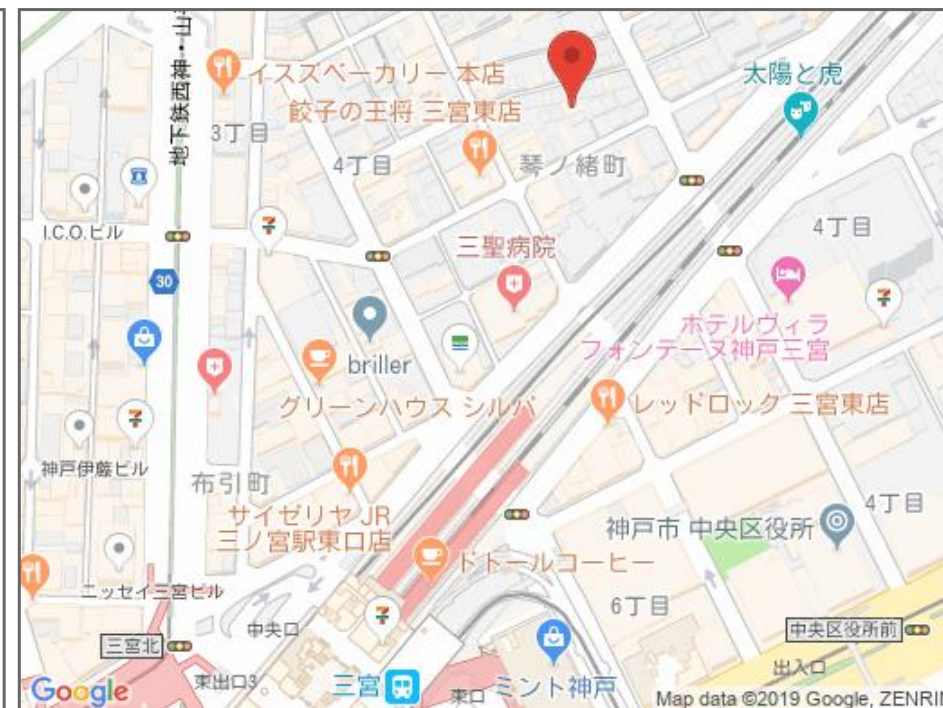 地下鉄西神・山
イスズベーカリー 本店
餃子の王将 三宮東店
太陽と虎
3丁目
4丁目
琴ノ緒町
I.C.O.ビル
三聖病院
4丁目
30
briller
ホテルヴィラ
フォンテーヌ神戸三宮
グリーンハウス シルバ
レッドロック 三宮東店
神戸伊藤ビル
布引町
サイゼリヤ JR
三ノ宮駅東口店
神戸市 中央区役所
4丁目
ドトールコーヒー
ニッセイ三宮ビル
6丁目
中央口
三宮北
中央区役所前
出入口
Google
東出口3
三宮
東口
ミント神戸
Map data ©2019 Google, ZENRIN